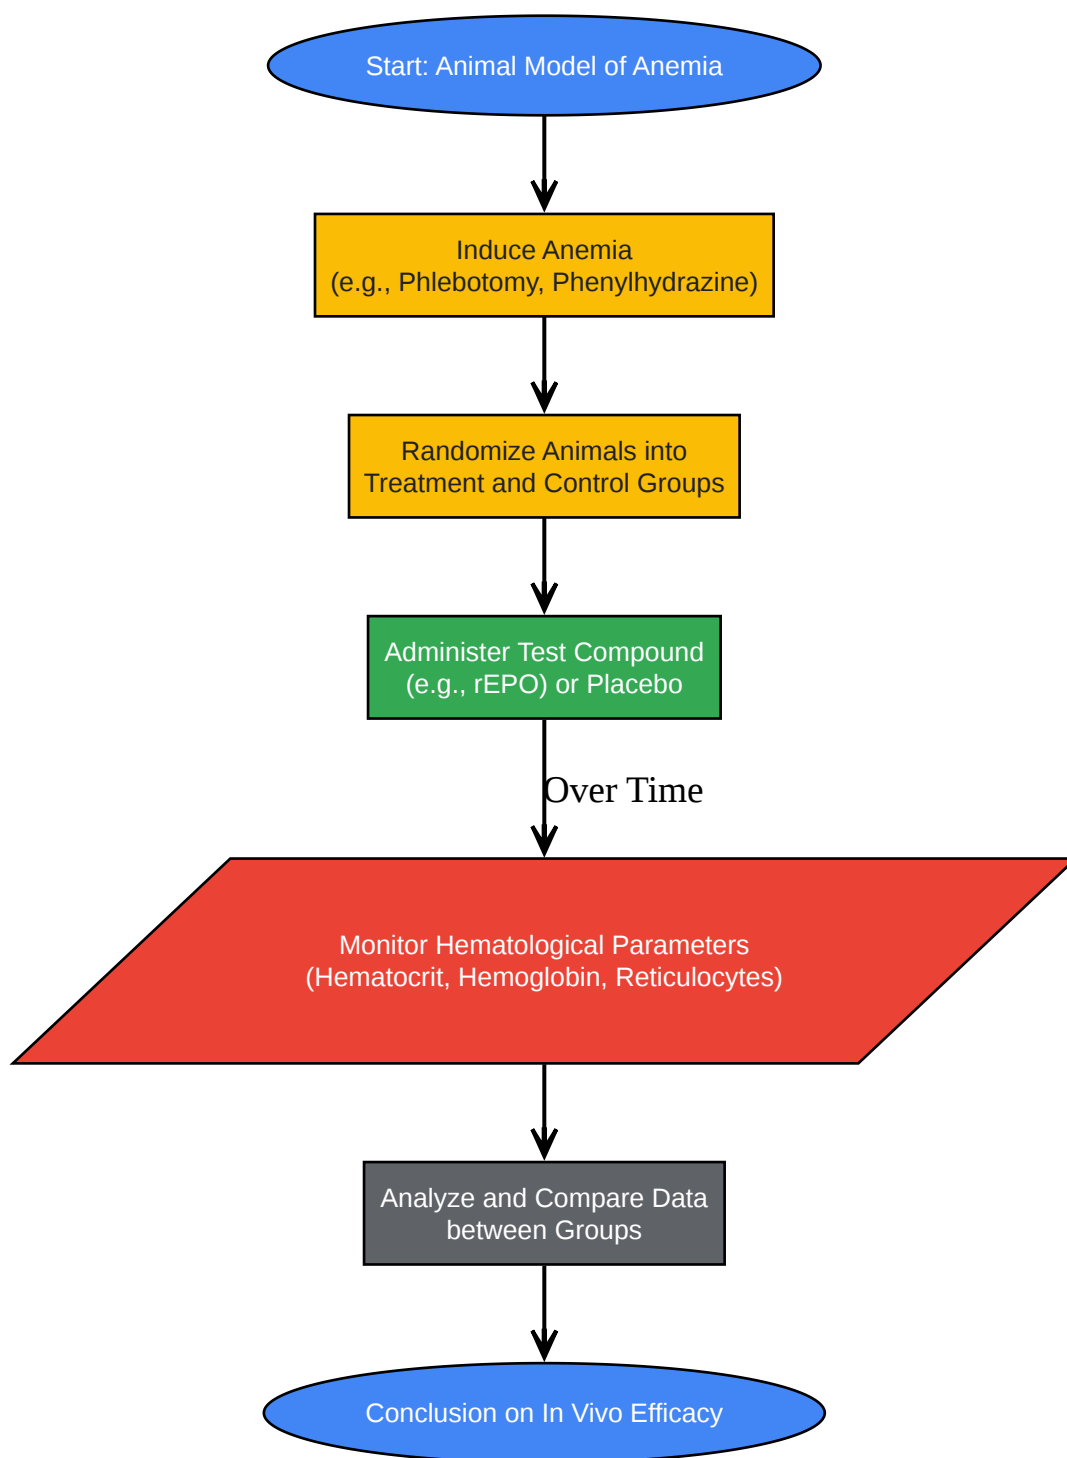 Start: Animal Model of Anemia
Induce Anemia
(e.g., Phlebotomy, Phenylhydrazine)
Randomize Animals into
Treatment and Control Groups
Administer Test Compound
(e.g., rEPO) or Placebo
Over Time
Monitor Hematological Parameters
(Hematocrit, Hemoglobin, Reticulocytes)
Analyze and Compare Data
between Groups
Conclusion on In Vivo Efficacy